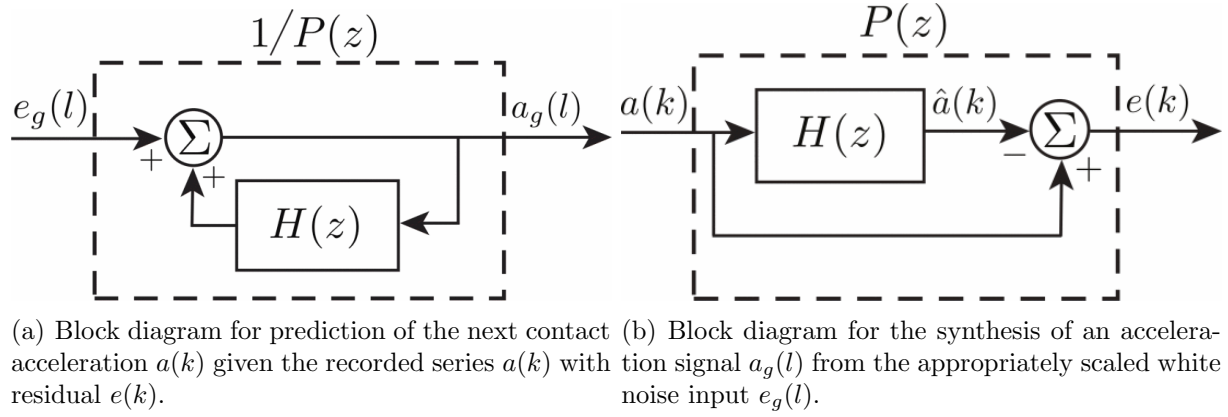 1/P(z)
e_g(l)
Σ
a_g(l)
+
+
H(z)
P(z)
a(k)
H(z)
â(k)
Σ
e(k)
−
+
(a) Block diagram for prediction of the next contact
acceleration a(k) given the recorded series a(k) with
residual e(k).
(b) Block diagram for the synthesis of an accelera-
tion signal a_g(l) from the appropriately scaled white
noise input e_g(l).